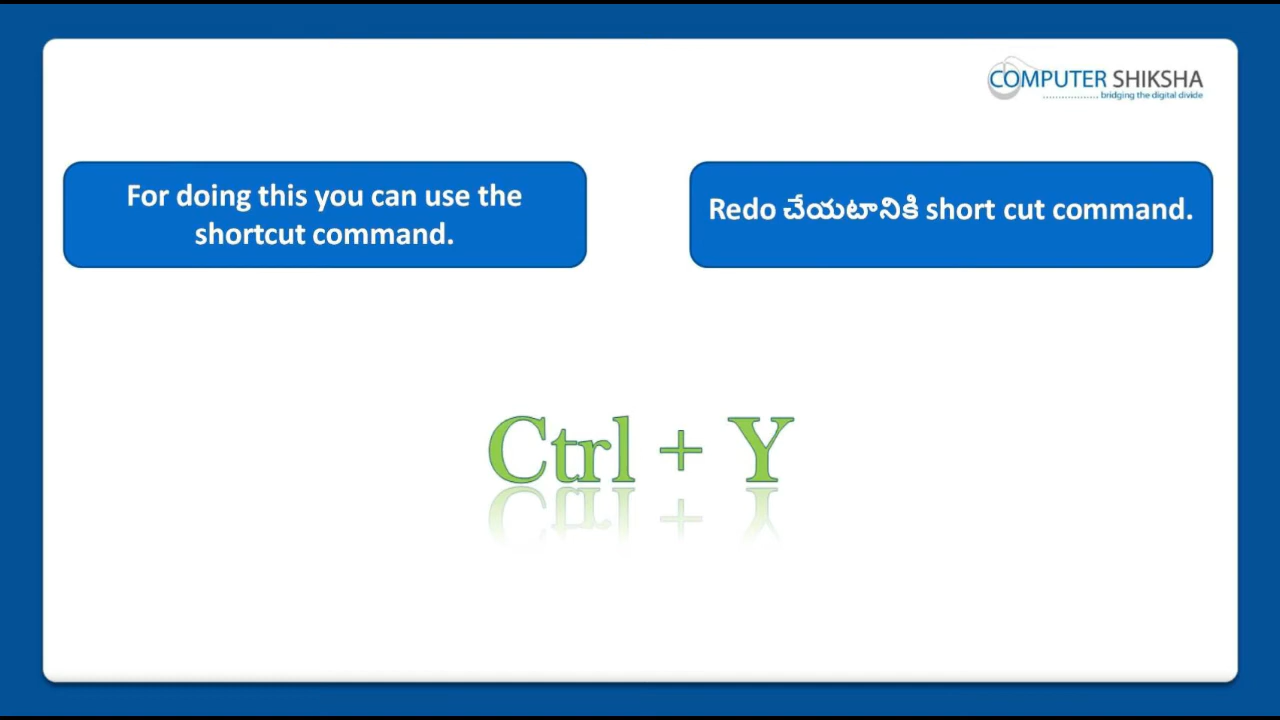 COMPUTER SHIKSHA
.................. bridging the digital divide
For doing this you can use the
shortcut command.
Redo చేయటానికి short cut command.
Ctrl + Y